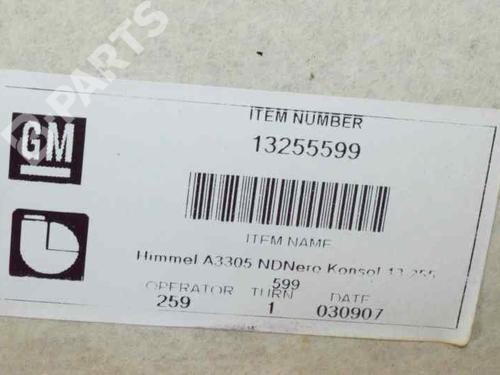 B-PARTS
GM
ITEM NUMBER
13255599
ITEM NAME
Himmel A3305 NDNero Konsol 13 255
599
OPERATOR TURN DATE
259 1 030907